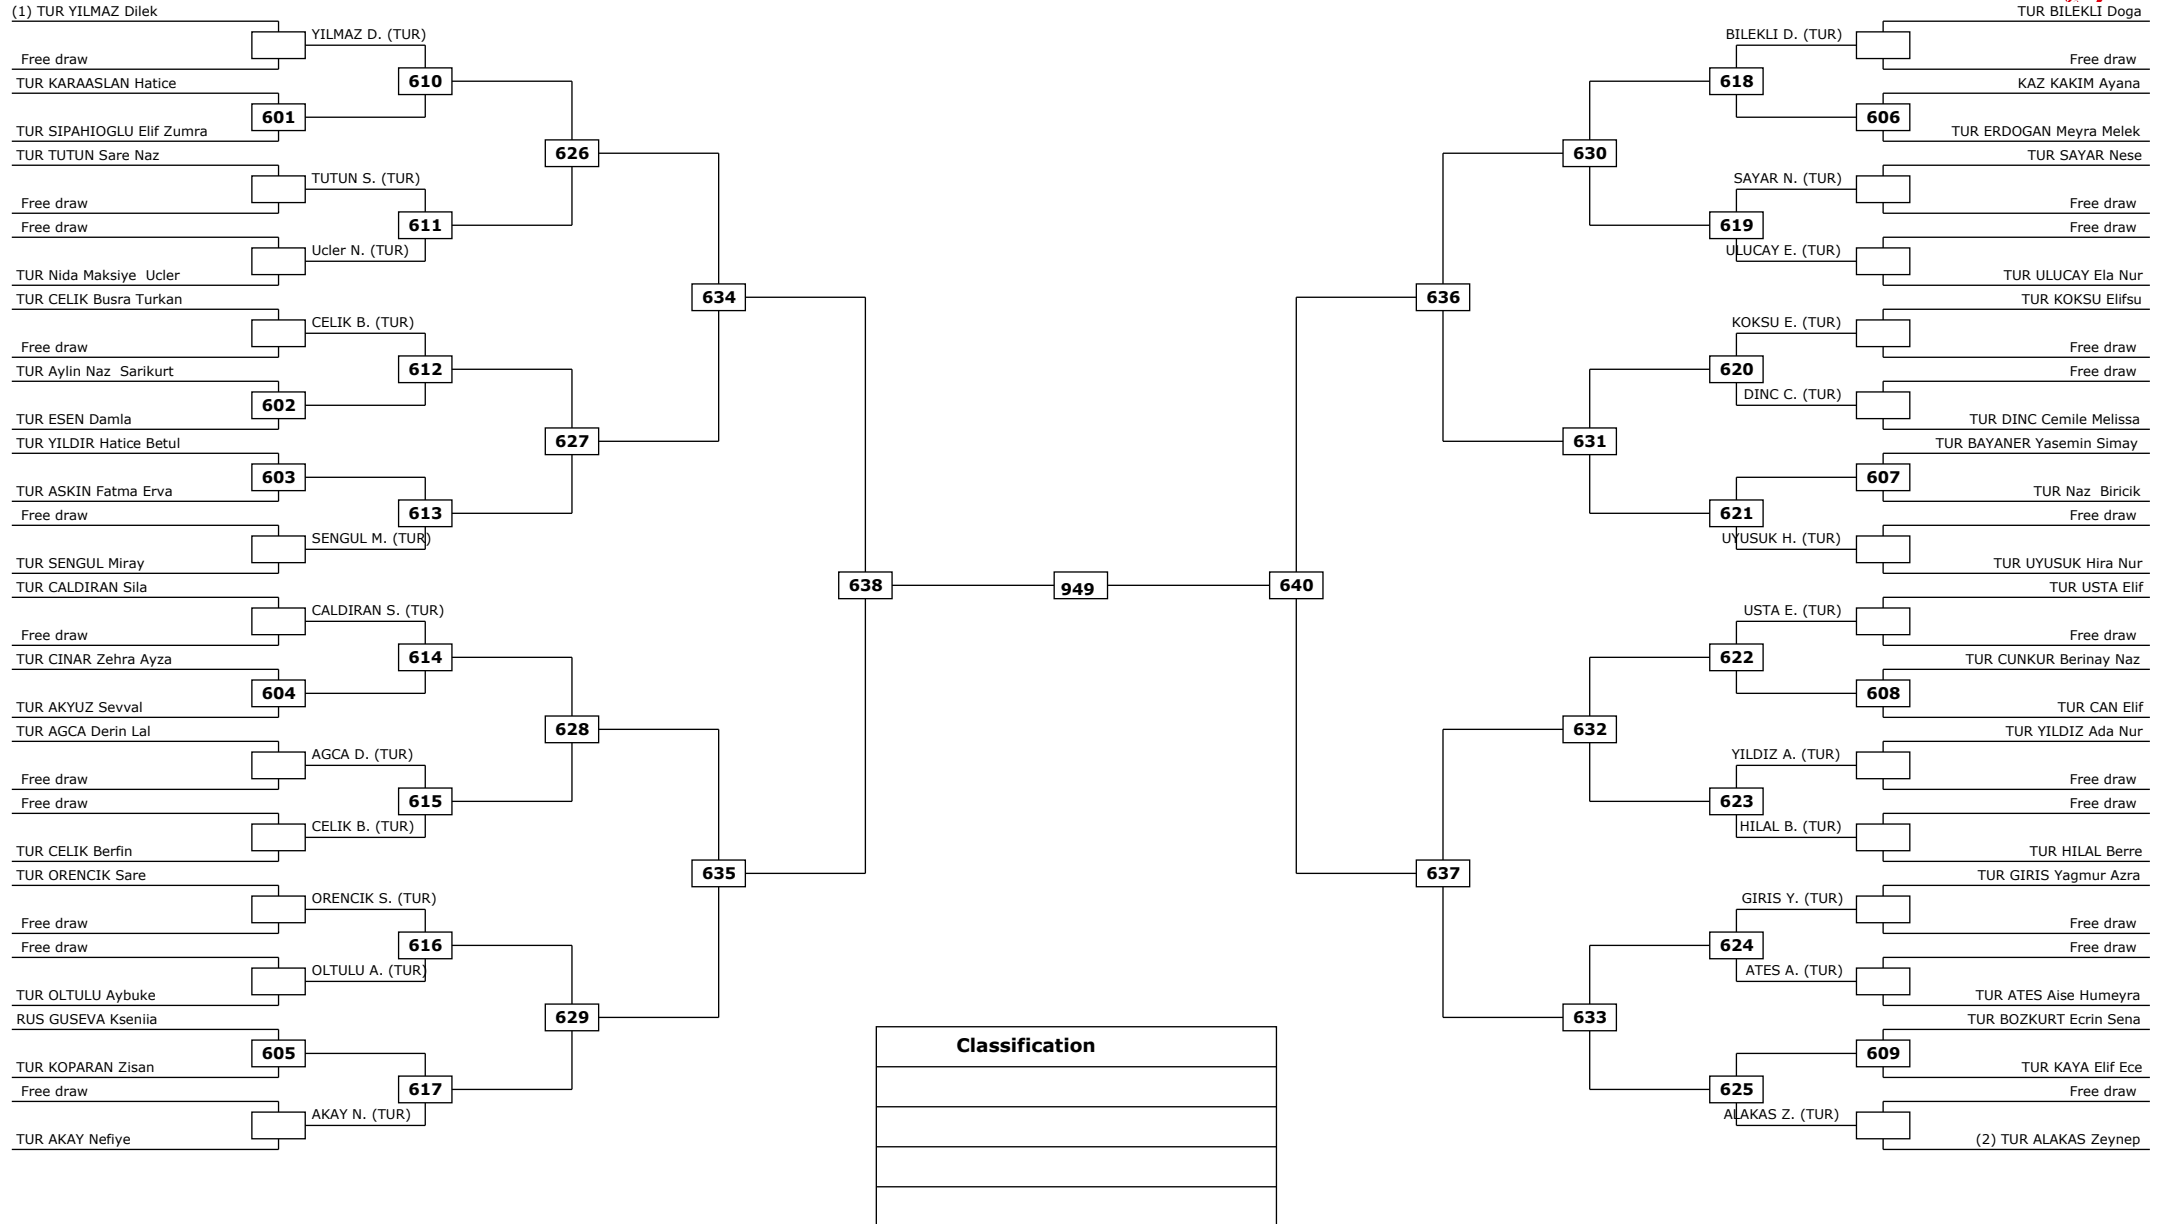 (1) TUR YILMAZ Dilek
YILMAZ D. (TUR)
Free draw
610
TUR KARAASLAN Hatice
601
TUR SIPAHIOGLU Elif Zumra
626
TUR TUTUN Sare Naz
TUTUN S. (TUR)
Free draw
611
Free draw
Ucler N. (TUR)
TUR Nida Maksiye  Ucler
634
TUR CELIK Busra Turkan
CELIK B. (TUR)
Free draw
612
TUR Aylin Naz  Sarikurt
602
TUR ESEN Damla
627
TUR YILDIR Hatice Betul
603
TUR ASKIN Fatma Erva
613
Free draw
SENGUL M. (TUR)
TUR SENGUL Miray
638
TUR CALDIRAN Sila
CALDIRAN S. (TUR)
Free draw
614
TUR CINAR Zehra Ayza
604
TUR AKYUZ Sevval
628
TUR AGCA Derin Lal
AGCA D. (TUR)
Free draw
615
Free draw
CELIK B. (TUR)
TUR CELIK Berfin
635
TUR ORENCIK Sare
ORENCIK S. (TUR)
Free draw
616
Free draw
OLTULU A. (TUR)
TUR OLTULU Aybuke
629
RUS GUSEVA Kseniia
605
TUR KOPARAN Zisan
617
Free draw
AKAY N. (TUR)
TUR AKAY Nefiye
949
Classification
TUR BILEKLI Doga
BILEKLI D. (TUR)
Free draw
618
KAZ KAKIM Ayana
606
TUR ERDOGAN Meyra Melek
630
TUR SAYAR Nese
SAYAR N. (TUR)
Free draw
619
Free draw
ULUCAY E. (TUR)
TUR ULUCAY Ela Nur
636
TUR KOKSU Elifsu
KOKSU E. (TUR)
Free draw
620
Free draw
DINC C. (TUR)
TUR DINC Cemile Melissa
631
TUR BAYANER Yasemin Simay
607
TUR Naz  Biricik
621
Free draw
UYUSUK H. (TUR)
TUR UYUSUK Hira Nur
640
TUR USTA Elif
USTA E. (TUR)
Free draw
622
TUR CUNKUR Berinay Naz
608
TUR CAN Elif
632
TUR YILDIZ Ada Nur
YILDIZ A. (TUR)
Free draw
623
Free draw
HILAL B. (TUR)
TUR HILAL Berre
637
TUR GIRIS Yagmur Azra
GIRIS Y. (TUR)
Free draw
624
Free draw
ATES A. (TUR)
TUR ATES Aise Humeyra
633
TUR BOZKURT Ecrin Sena
609
TUR KAYA Elif Ece
625
Free draw
ALAKAS Z. (TUR)
(2) TUR ALAKAS Zeynep